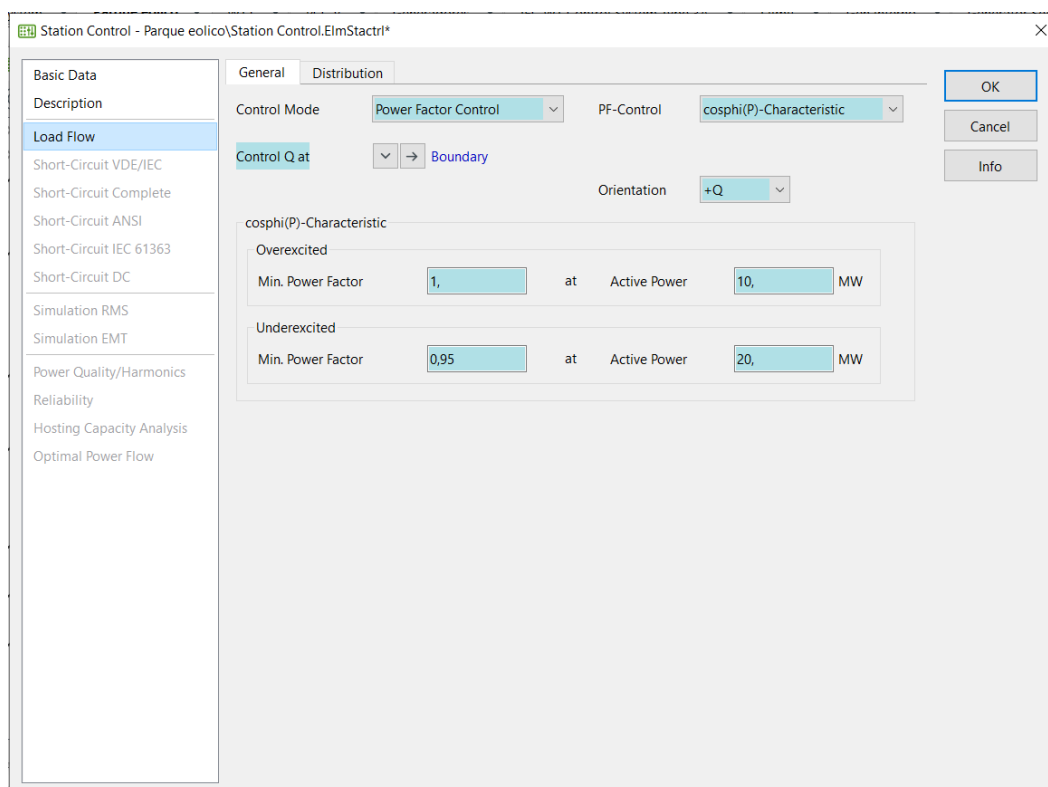 Station Control - Parque eolico\Station Control.ElmStactrl*
Basic Data
Description
Load Flow
Short-Circuit VDE/IEC
Short-Circuit Complete
Short-Circuit ANSI
Short-Circuit IEC 61363
Short-Circuit DC
Simulation RMS
Simulation EMT
Power Quality/Harmonics
Reliability
Hosting Capacity Analysis
Optimal Power Flow
General Distribution
Control Mode Power Factor Control PF-Control cosphi(P)-Characteristic
Control Q at Boundary
Orientation +Q
cosphi(P)-Characteristic
Overexcited
Min. Power Factor 1, at Active Power 10, MW
Underexcited
Min. Power Factor 0,95 at Active Power 20, MW
OK
Cancel
Info